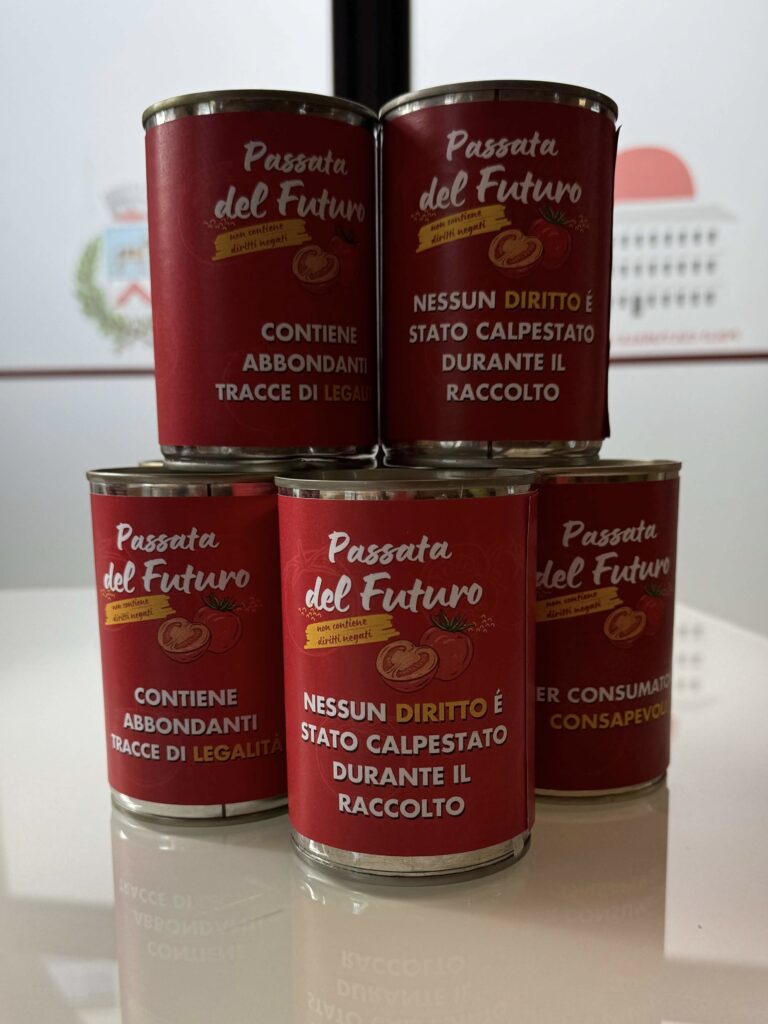 Passata
del Futuro
non contiene
diritti negati
CONTIENE
ABBONDANTI
TRACCE DI LEGALITÀ
Passata
del Futuro
non contiene
diritti negati
NESSUN DIRITTO É
STATO CALPESTATO
DURANTE IL
RACCOLTO
Passata
del Futuro
non contiene
diritti negati
CONTIENE
ABBONDANTI
TRACCE DI LEGALITÀ
Passata
del Futuro
non contiene
diritti negati
NESSUN DIRITTO É
STATO CALPESTATO
DURANTE IL
RACCOLTO
Passata
del Futuro
non contiene
diritti negati
ER CONSUMATO
CONSAPEVOL